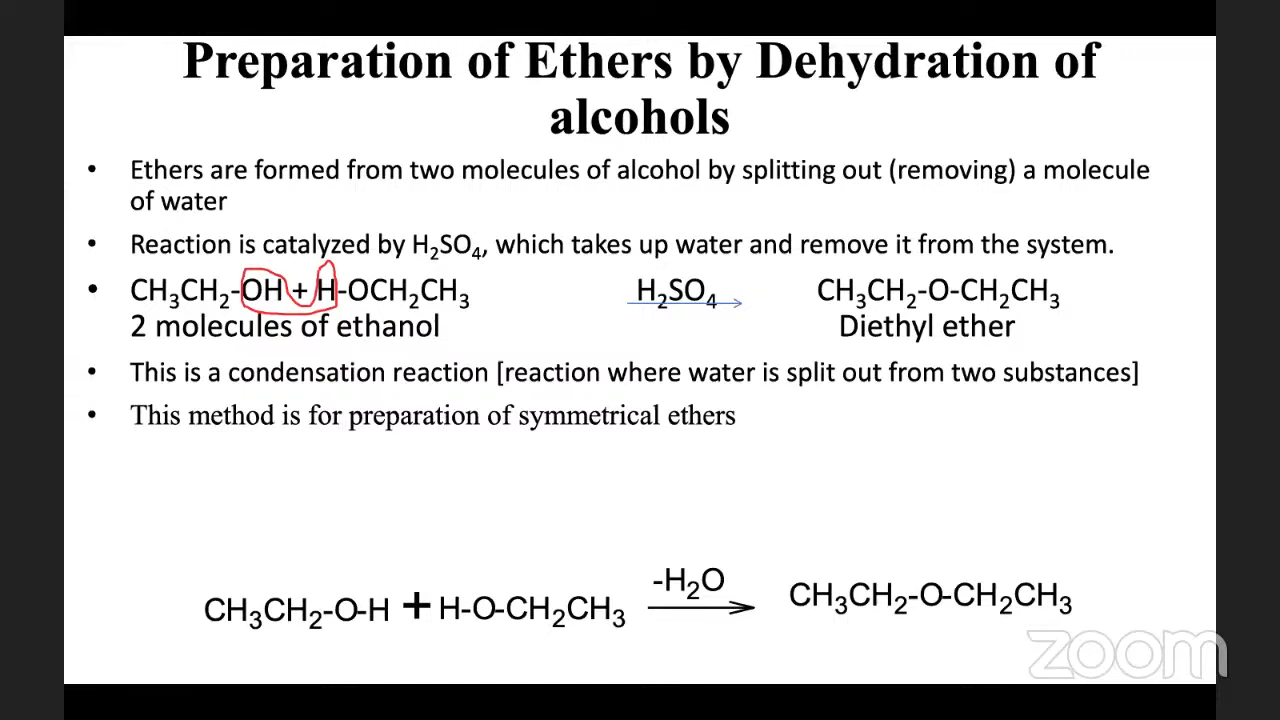 Preparation of Ethers by Dehydration of
alcohols
• Ethers are formed from two molecules of alcohol by splitting out (removing) a molecule
of water
• Reaction is catalyzed by H₂SO₄, which takes up water and remove it from the system.
• CH₃CH₂-OH + H-OCH₂CH₃ H₂SO₄ CH₃CH₂-O-CH₂CH₃
2 molecules of ethanol Diethyl ether
• This is a condensation reaction [reaction where water is split out from two substances]
• This method is for preparation of symmetrical ethers
-H₂O
CH₃CH₂-O-H + H-O-CH₂CH₃ CH₃CH₂-O-CH₂CH₃
zoom